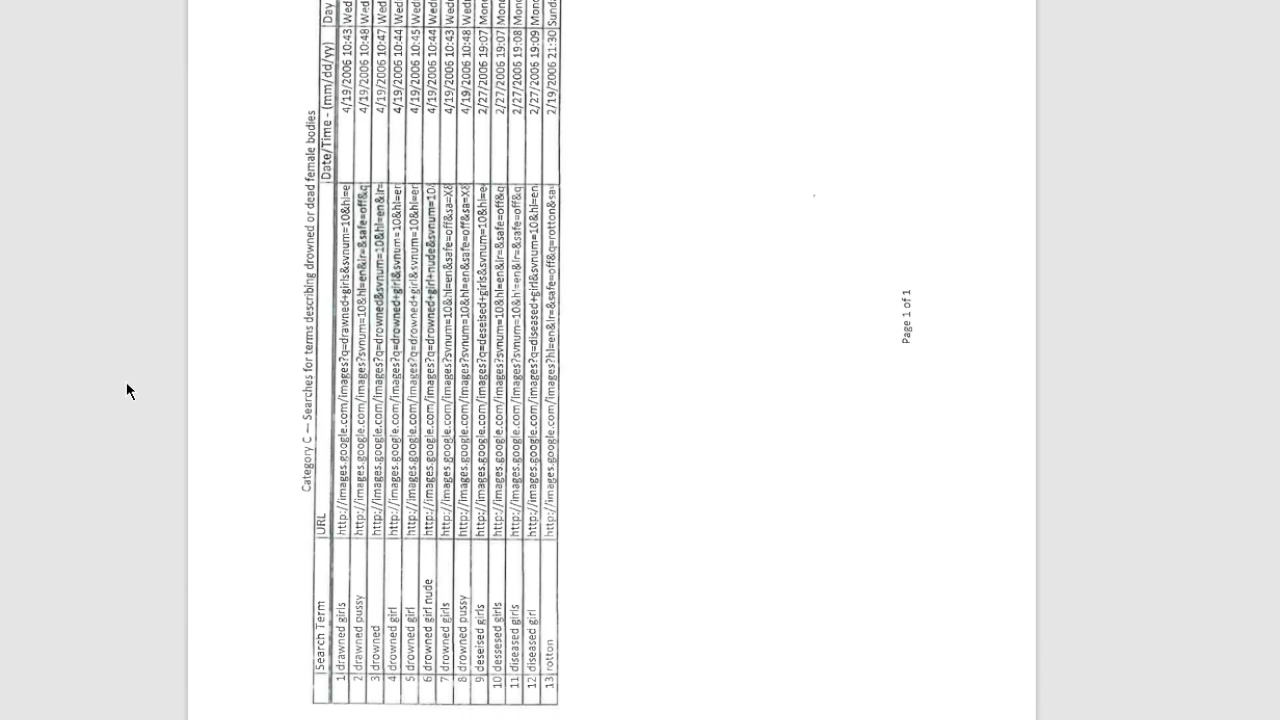 Category C — Searches for terms describing drowned or dead female bodies
Search Term URL Date/Time - (mm/dd/yy) Day
1 drawned girls http://images.google.com/images?q=drawned+girls&svnum=10&hl=e 4/19/2006 10:43 Wed
2 drawned pussy http://images.google.com/images?svnum=10&hl=en&lr=&safe=off&q 4/19/2006 10:48 Wed
3 drowned http://images.google.com/images?q=drowned&svnum=10&hl=en&lr= 4/19/2006 10:47 Wed
4 drowned girl http://images.google.com/images?q=drowned+girl&svnum=10&hl=er 4/19/2006 10:44 Wed
5 drowned girl http://images.google.com/images?q=drowned+girl&svnum=10&hl=er 4/19/2006 10:45 Wed
6 drowned girl nude http://images.google.com/images?q=drowned+girl+nude&svnum=10 4/19/2006 10:44 Wed
7 drowned girls http://images.google.com/images?svnum=10&hl=en&safe=off&sa=X& 4/19/2006 10:43 Wed
8 drowned pussy http://images.google.com/images?svnum=10&hl=en&safe=off&sa=X& 4/19/2006 10:48 Wed
9 deseised girls http://images.google.com/images?q=deseised+girls&svnum=10&hl=e 2/27/2006 19:07 Mon
10 dessesed girls http://images.google.com/images?svnum=10&hl=en&lr=&safe=off&q 2/27/2006 19:07 Mon
11 diseased girls http://images.google.com/images?svnum=10&hl=en&lr=&safe=off&q 2/27/2006 19:08 Mon
12 diseased girl http://images.google.com/images?q=diseased+girl&svnum=10&hl=en 2/27/2006 19:09 Mon
13 rotton http://images.google.com/images?hl=en&lr=&safe=off&q=rotton&sa 2/19/2006 21:30 Sund
Page 1 of 1